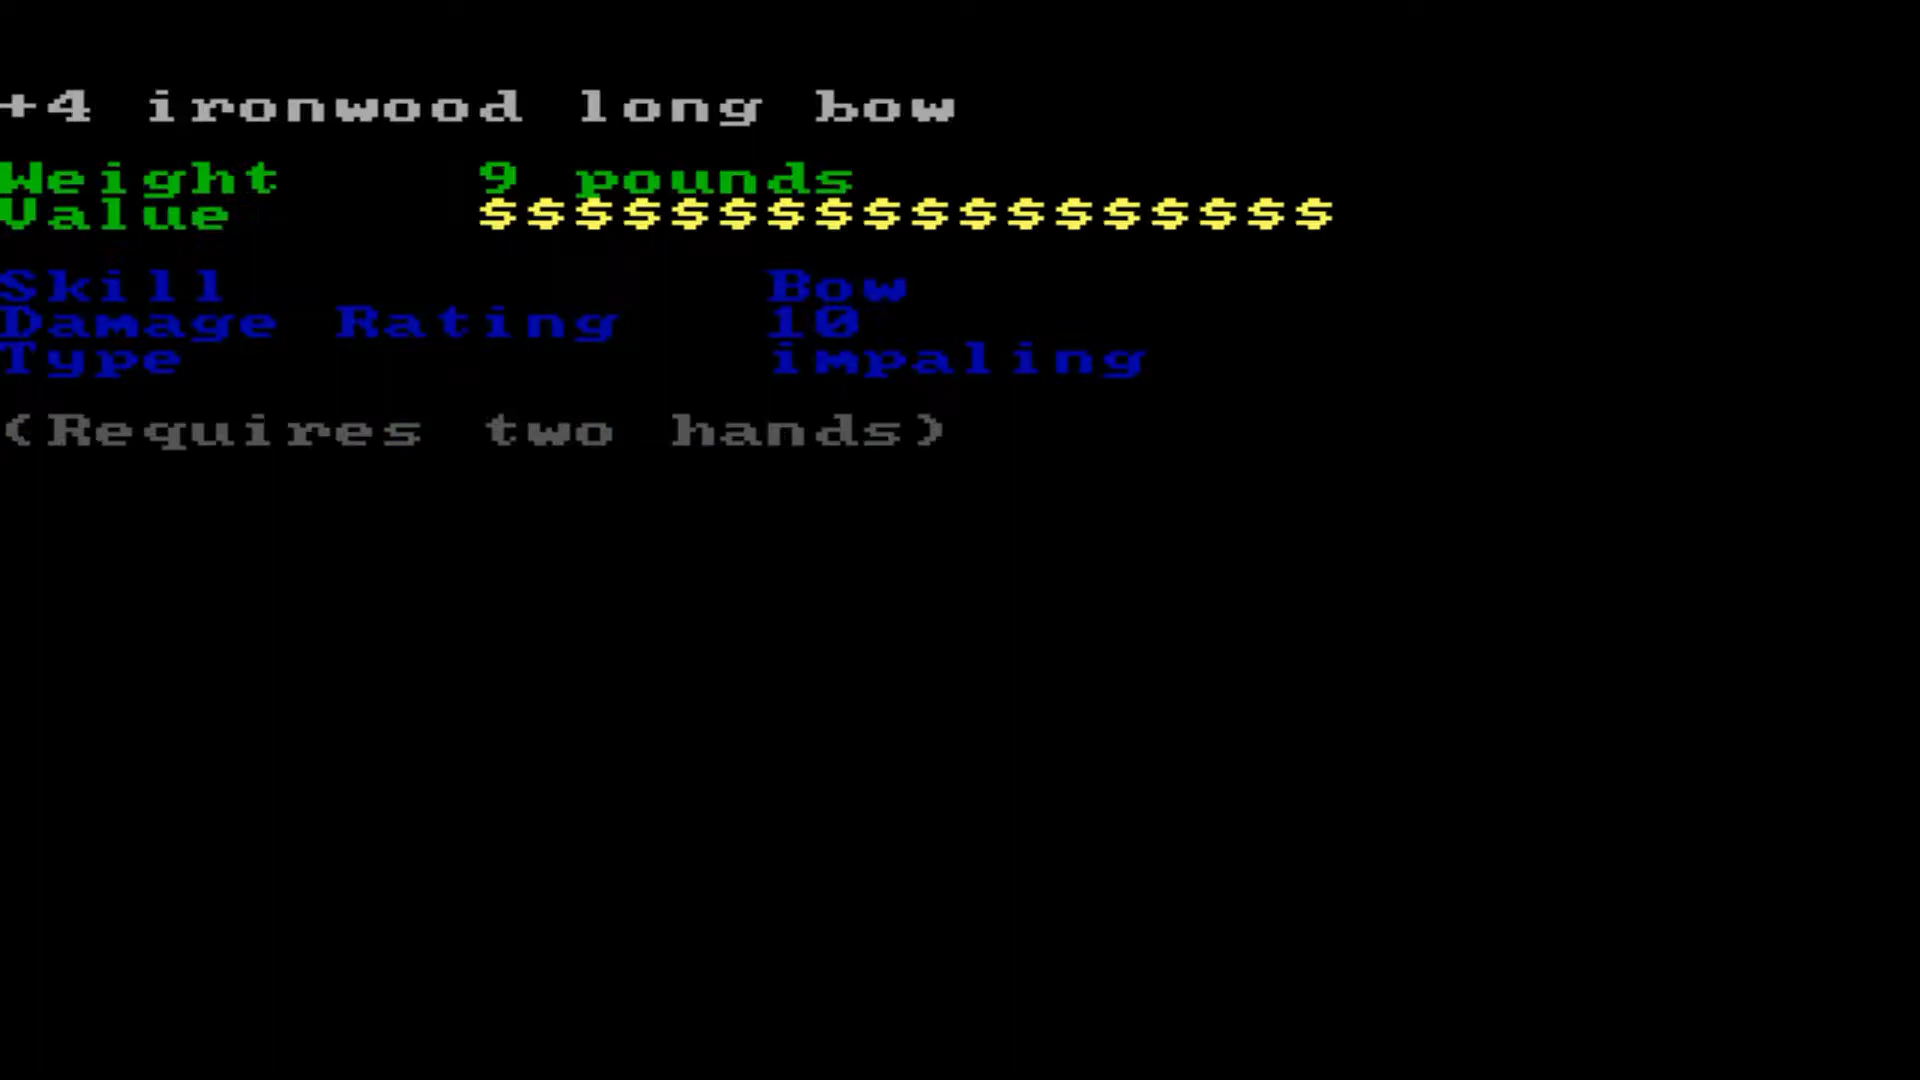 +4 ironwood long bow
Weight 9 pounds
Value $$$$$$$$$$$$$$$$$$
Skill Bow
Damage Rating 10
Type impaling
(Requires two hands)